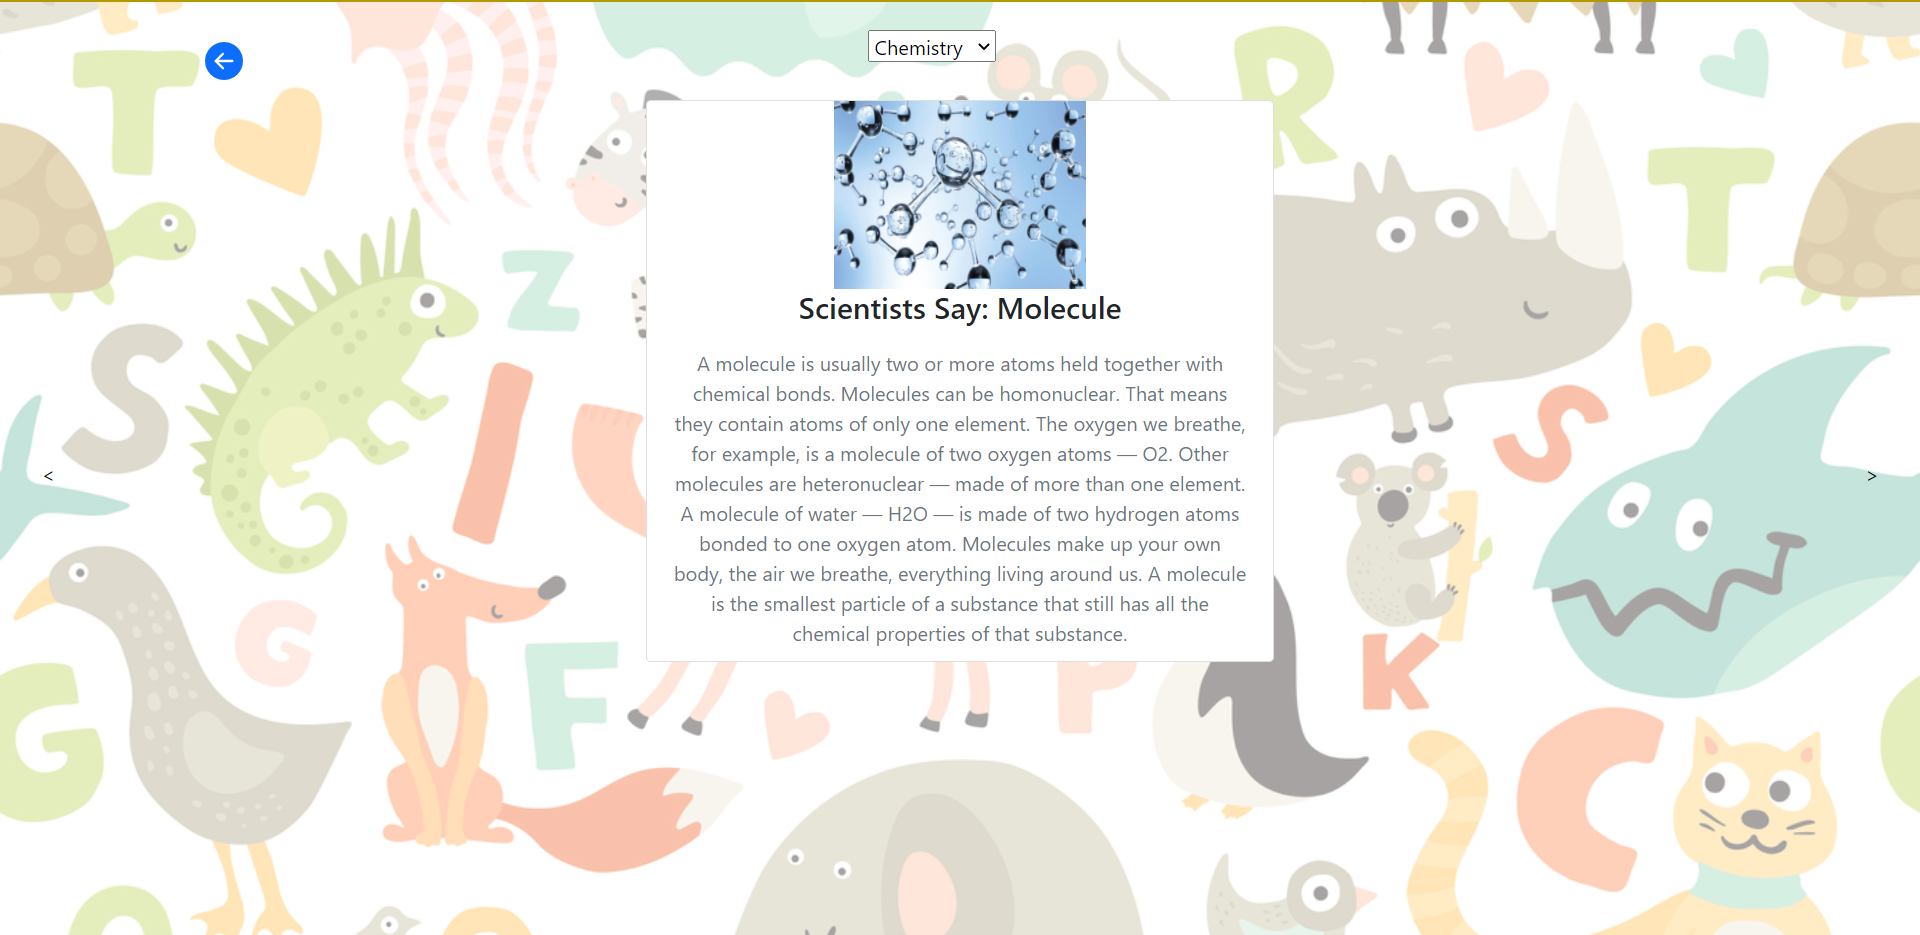 Chemistry
T
R
T
Z
S
S
<
>
Scientists Say: Molecule
A molecule is usually two or more atoms held together with
chemical bonds. Molecules can be homonuclear. That means
they contain atoms of only one element. The oxygen we breathe,
for example, is a molecule of two oxygen atoms — O2. Other
molecules are heteronuclear — made of more than one element.
A molecule of water — H2O — is made of two hydrogen atoms
bonded to one oxygen atom. Molecules make up your own
body, the air we breathe, everything living around us. A molecule
is the smallest particle of a substance that still has all the
chemical properties of that substance.
I
G
G
F
P
K
C